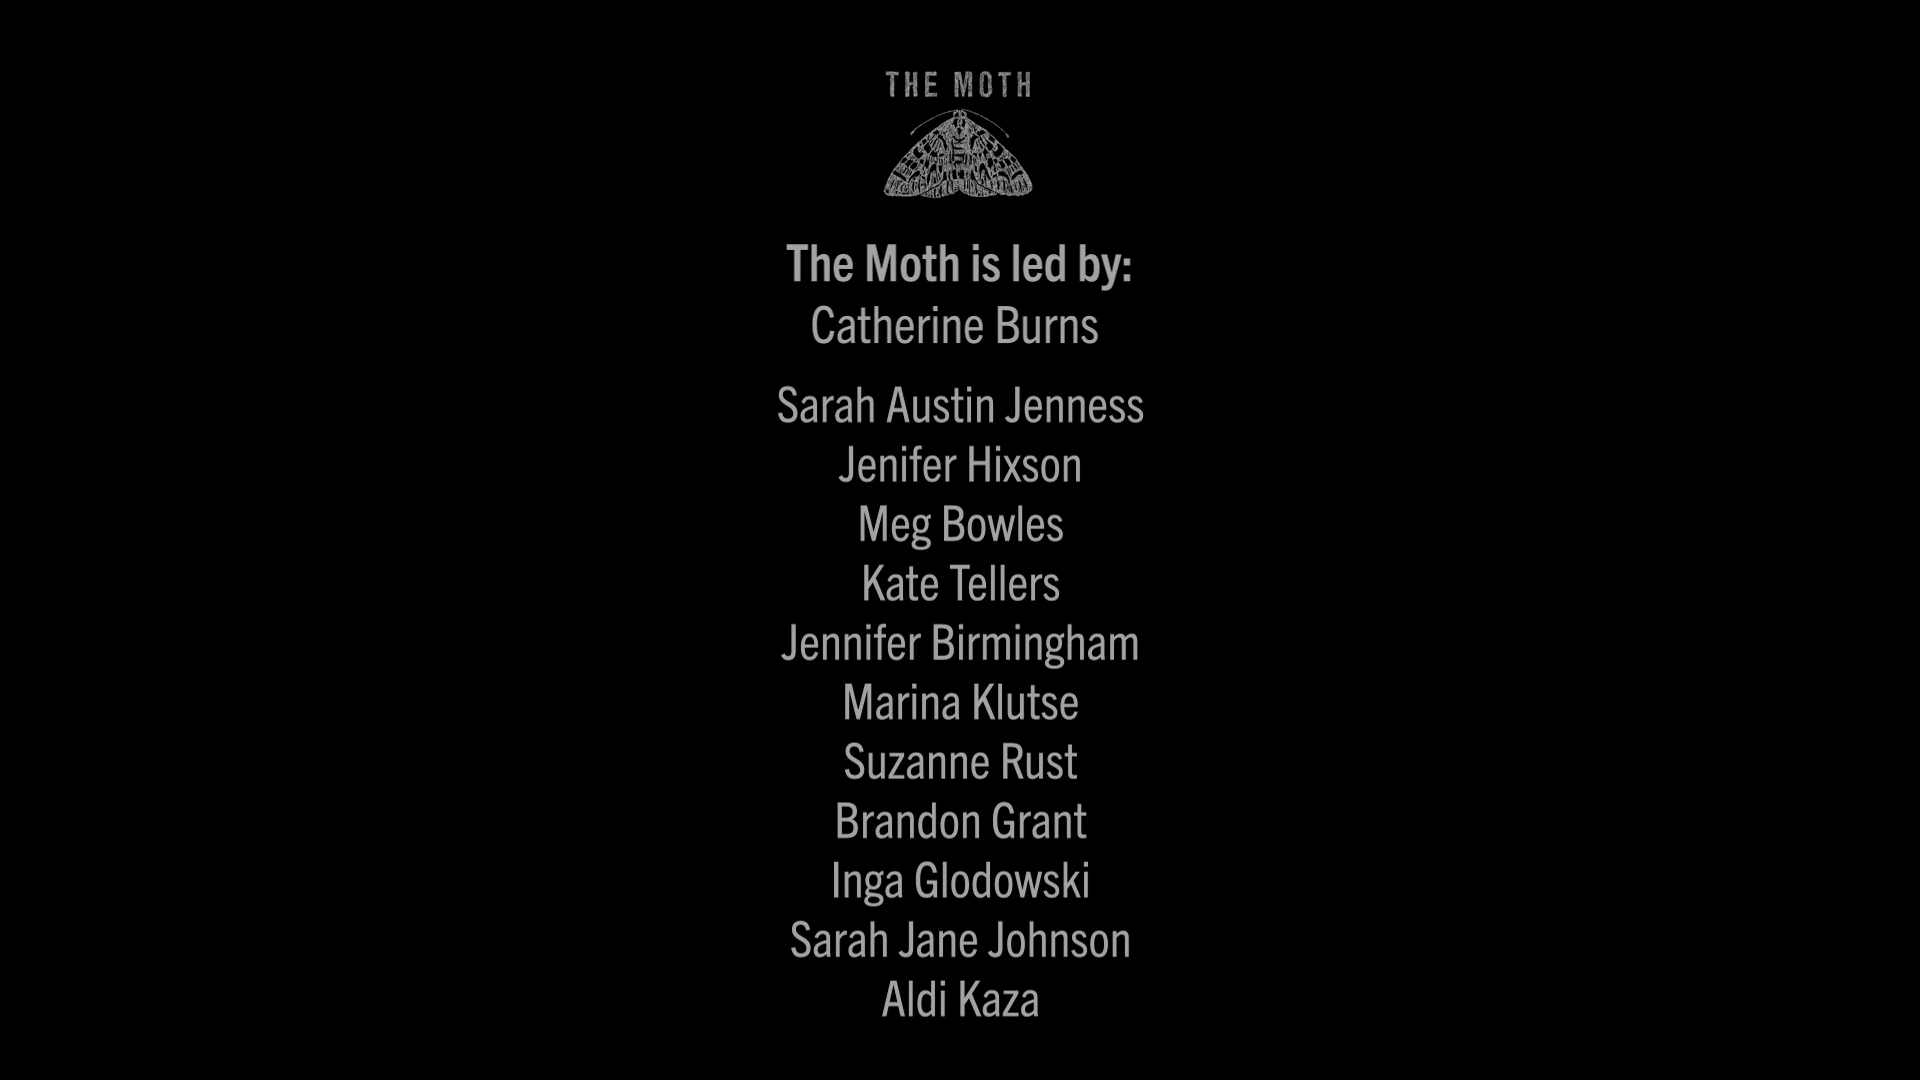 THE MOTH
The Moth is led by:
Catherine Burns
Sarah Austin Jenness
Jenifer Hixson
Meg Bowles
Kate Tellers
Jennifer Birmingham
Marina Klutse
Suzanne Rust
Brandon Grant
Inga Glodowski
Sarah Jane Johnson
Aldi Kaza